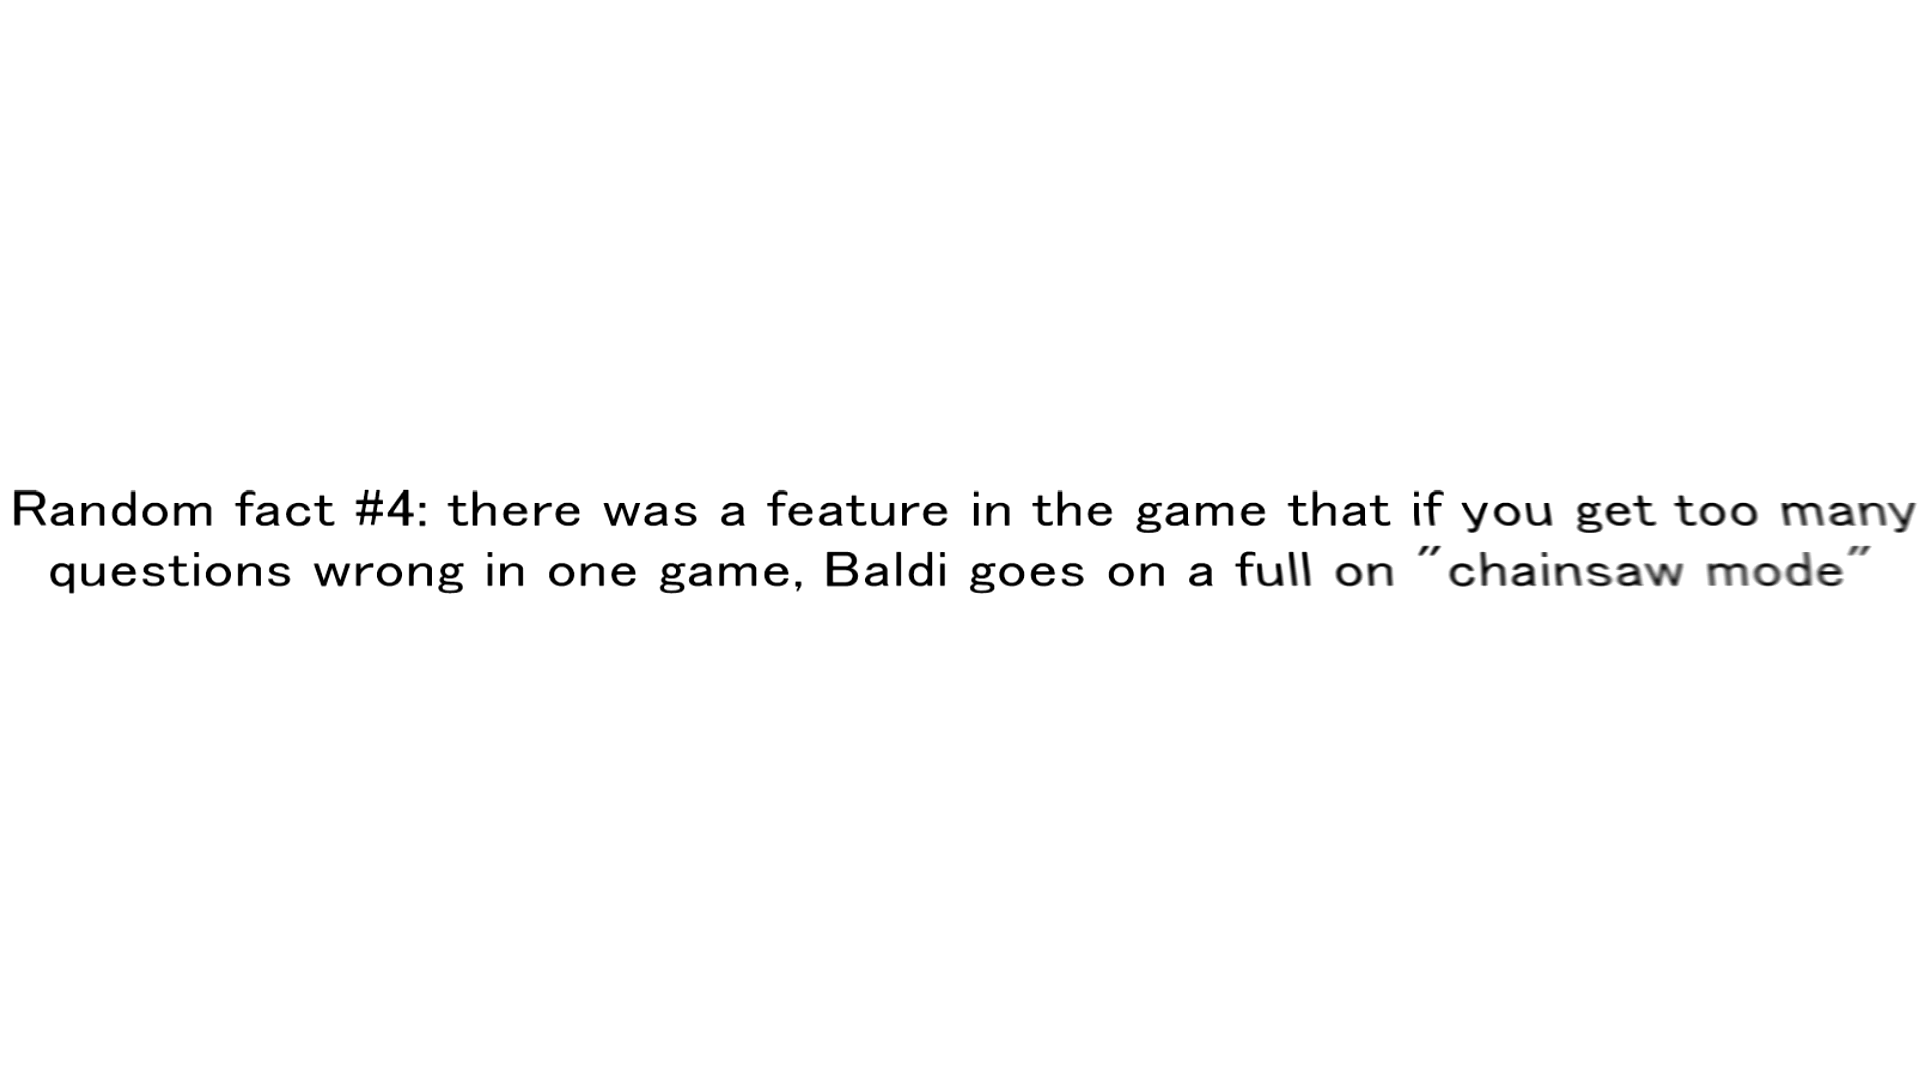 Random fact #4: there was a feature in the game that if you get too many
questions wrong in one game, Baldi goes on a full on "chainsaw mode"